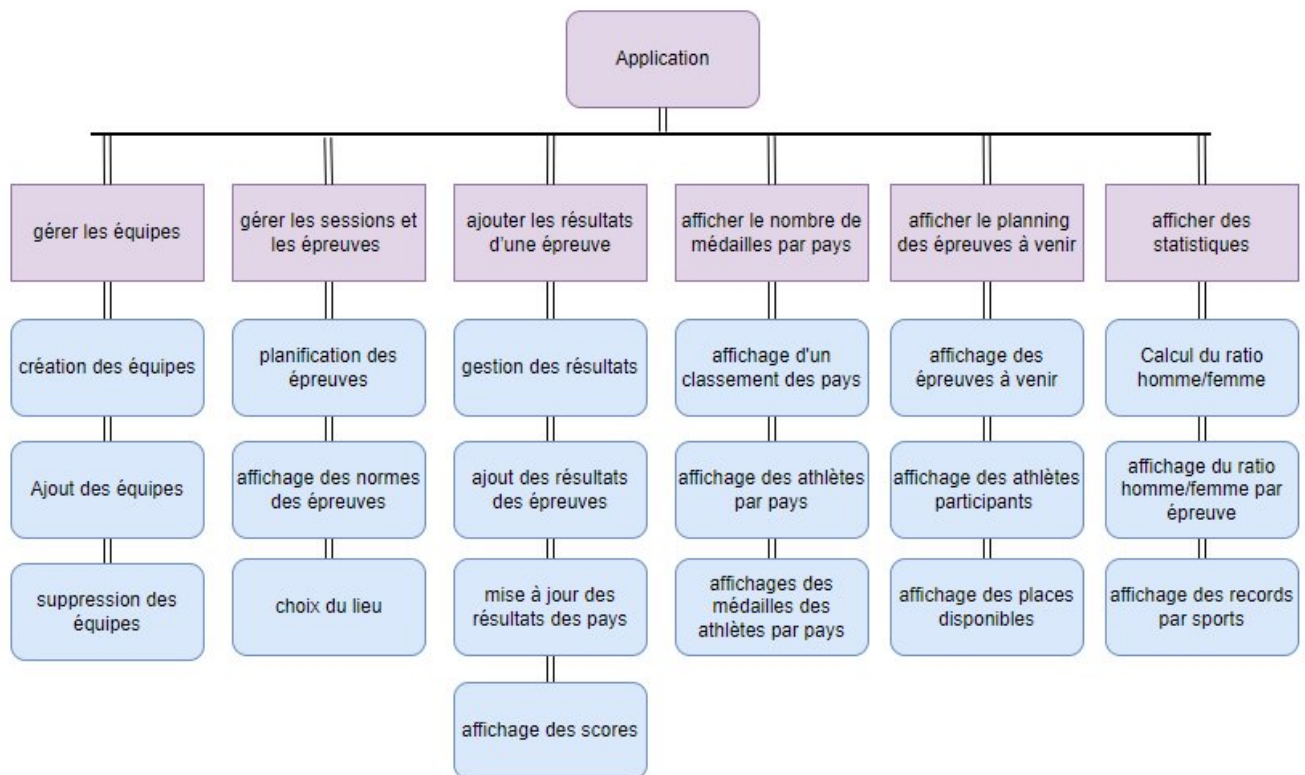 Application
gérer les équipes
gérer les sessions et
les épreuves
ajouter les résultats
d'une épreuve
afficher le nombre de
médailles par pays
afficher le planning
des épreuves à venir
afficher des
statistiques
création des équipes
planification des
épreuves
gestion des résultats
affichage d'un
classement des pays
affichage des
épreuves à venir
Calcul du ratio
homme/femme
Ajout des équipes
affichage des normes
des épreuves
ajout des résultats
des épreuves
affichage des athlètes
par pays
affichage des athlètes
participants
affichage du ratio
homme/femme par
épreuve
suppression des
équipes
choix du lieu
mise à jour des
résultats des pays
affichages des
médailles des
athlètes par pays
affichage des places
disponibles
affichage des records
par sports
affichage des scores